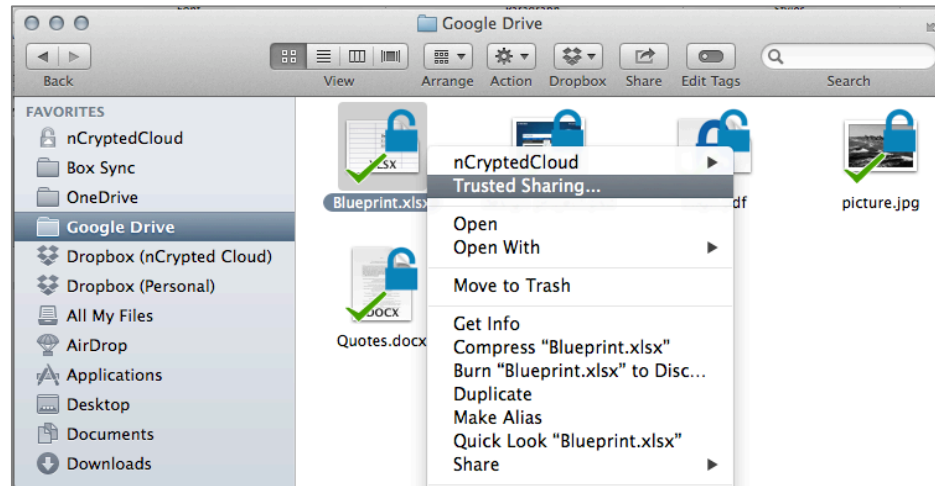 Google Drive
Back
View
Arrange
Action
Dropbox
Share
Edit Tags
Search
FAVORITES
nCryptedCloud
Box Sync
OneDrive
Google Drive
Dropbox (nCrypted Cloud)
Dropbox (Personal)
All My Files
AirDrop
Applications
Desktop
Documents
Downloads
XLSX
Blueprint.xlsx
df
picture.jpg
DOCX
Quotes.docx
nCryptedCloud
Trusted Sharing...
Open
Open With
Move to Trash
Get Info
Compress “Blueprint.xlsx”
Burn “Blueprint.xlsx” to Disc...
Duplicate
Make Alias
Quick Look “Blueprint.xlsx”
Share